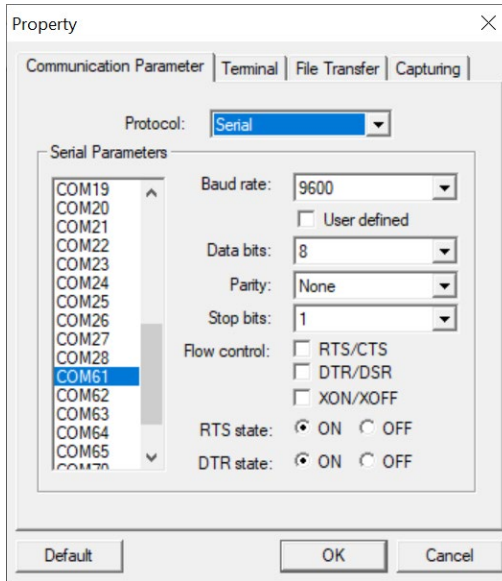 Property
Communication Parameter Terminal File Transfer Capturing
Protocol: Serial
Serial Parameters
COM19
COM20
COM21
COM22
COM23
COM24
COM25
COM26
COM27
COM28
COM61
COM62
COM63
COM64
COM65
COM70
Baud rate: 9600
User defined
Data bits: 8
Parity: None
Stop bits: 1
Flow control: RTS/CTS
DTR/DSR
XON/XOFF
RTS state: ON OFF
DTR state: ON OFF
Default OK Cancel